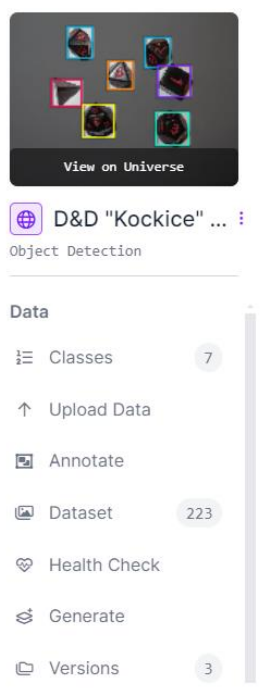 View on Universe
D&D "Kockice" ...
Object Detection
Data
Classes 7
Upload Data
Annotate
Dataset 223
Health Check
Generate
Versions 3